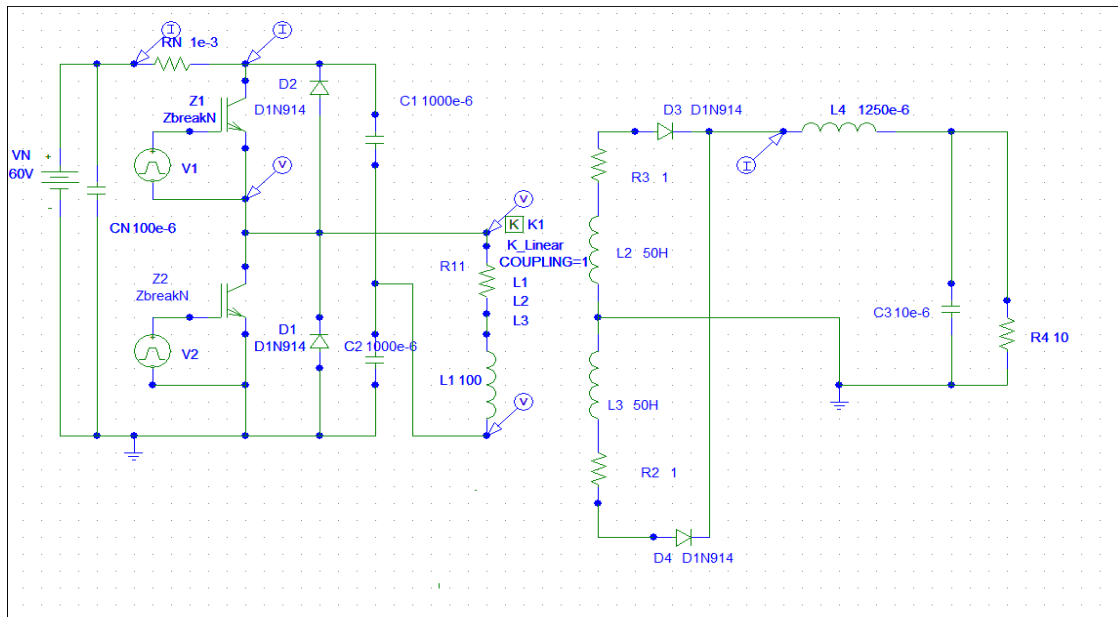 I
I
RN 1e-3
D2
Z1
ZbreakN
D1N914
C1 1000e-6
D3 D1N914
L4 1250e-6
VN +
60V
-
V1
V
I
R3 1
CN 100e-6
V
K K1
K_Linear
COUPLING=1
L1
L2
L3
R11
L2 50H
Z2
ZbreakN
C3 10e-6
R4 10
D1
D1N914
C2 1000e-6
V2
L1 100
V
L3 50H
R2 1
D4 D1N914